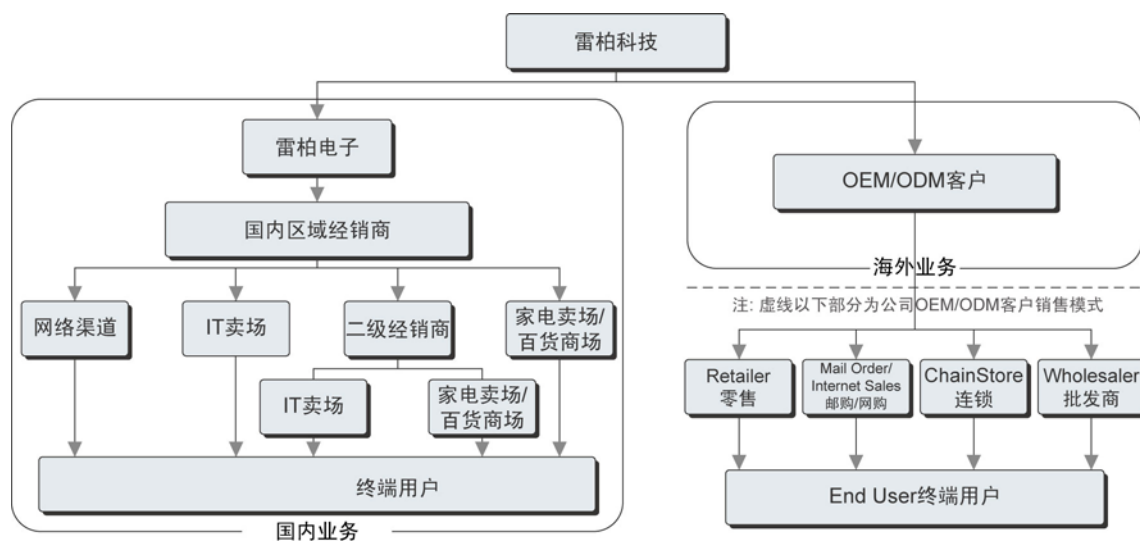 雷柏科技
雷柏电子
国内区域经销商
网络渠道
IT卖场
二级经销商
家电卖场/
百货商场
IT卖场
家电卖场/
百货商场
终端用户
国内业务
OEM/ODM客户
海外业务
注: 虚线以下部分为公司OEM/ODM客户销售模式
Retailer
零售
Mail Order/
Internet Sales
邮购/网购
ChainStore
连锁
Wholesaler
批发商
End User终端用户